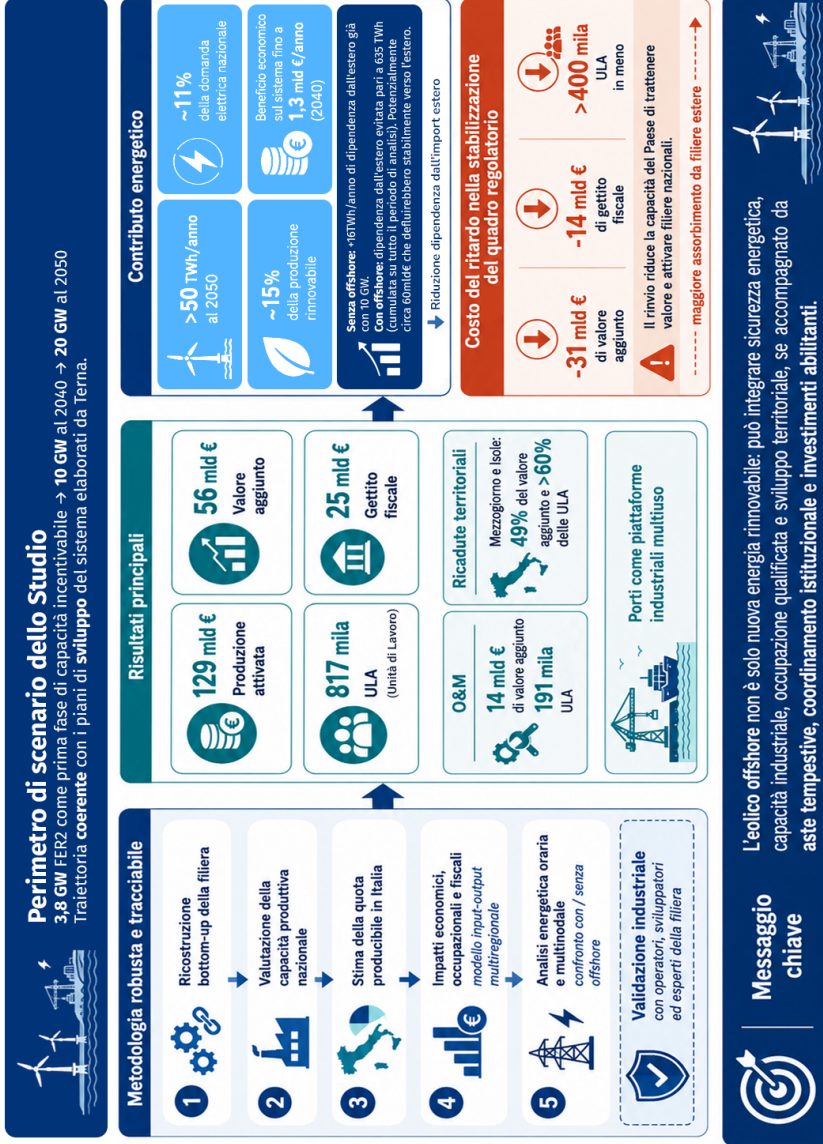 Perimetro di scenario dello Studio
3,8 GW FER2 come prima fase di capacità incentivabile → 10 GW al 2040 → 20 GW al 2050
Traiettoria coerente con i piani di sviluppo del sistema elaborati da Terna.
Metodologia robusta e tracciabile
1
Ricostruzione
bottom-up della filiera
2
Valutazione della
capacità produttiva
nazionale
3
Stima della quota
producibile in Italia
4
Impatti economici,
occupazionali e fiscali
modello input-output
multiregionale
5
Analisi energetica oraria
e multinodale
confronto con / senza
offshore
Validazione industriale
con operatori, sviluppatori
ed esperti della filiera
Risultati principali
129 mld €
Produzione
attivata
56 mld €
Valore
aggiunto
817 mila
ULA
(Unità di Lavoro)
25 mld €
Gettito
fiscale
O&M
14 mld €
di valore aggiunto
191 mila
ULA
Ricadute territoriali
Mezzogiorno e Isole:
49% del valore
aggiunto e >60%
delle ULA
Porti come piattaforme
industriali multiuso
Contributo energetico
>50 TWh/anno
al 2050
~11%
della domanda
elettrica nazionale
~15%
della produzione
rinnovabile
Beneficio economico
sul sistema fino a
1,3 mld €/anno
(2040)
Senza offshore: +16TWh/anno di dipendenza dall'estero già
con 10 GW.
Con offshore: dipendenza dall'estero evitata pari a 635 TWh
(cumulata su tutto il periodo di analisi). Potenzialmente
circa 60mld€ che defluirebbero stabilmente verso l'estero.
Riduzione dipendenza dall'import estero
Costo del ritardo nella stabilizzazione
del quadro regolatorio
-31 mld €
di valore
aggiunto
-14 mld €
di gettito
fiscale
>400 mila
ULA
in meno
Il rinvio riduce la capacità del Paese di trattenere
valore e attivare filiere nazionali.
maggiore assorbimento da filiere estere
Messaggio
chiave
L'eolico offshore non è solo nuova energia rinnovabile: può integrare sicurezza energetica,
capacità industriale, occupazione qualificata e sviluppo territoriale, se accompagnato da
aste tempestive, coordinamento istituzionale e investimenti abilitanti.